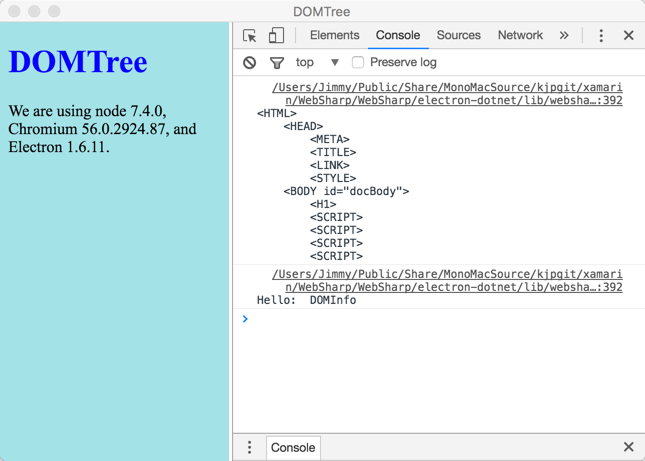 DOMTree
DOMTree
We are using node 7.4.0,
Chromium 56.0.2924.87, and
Electron 1.6.11.
Elements Console Sources Network »
top ▼ Preserve log
/Users/Jimmy/Public/Share/MonoMacSource/kjpgit/xamari
n/WebSharp/WebSharp/electron-dotnet/lib/websha…:392
<HTML>
<HEAD>
<META>
<TITLE>
<LINK>
<STYLE>
<BODY id="docBody">
<H1>
<SCRIPT>
<SCRIPT>
<SCRIPT>
<SCRIPT>
/Users/Jimmy/Public/Share/MonoMacSource/kjpgit/xamari
n/WebSharp/WebSharp/electron-dotnet/lib/websha…:392
Hello:  DOMInfo
Console